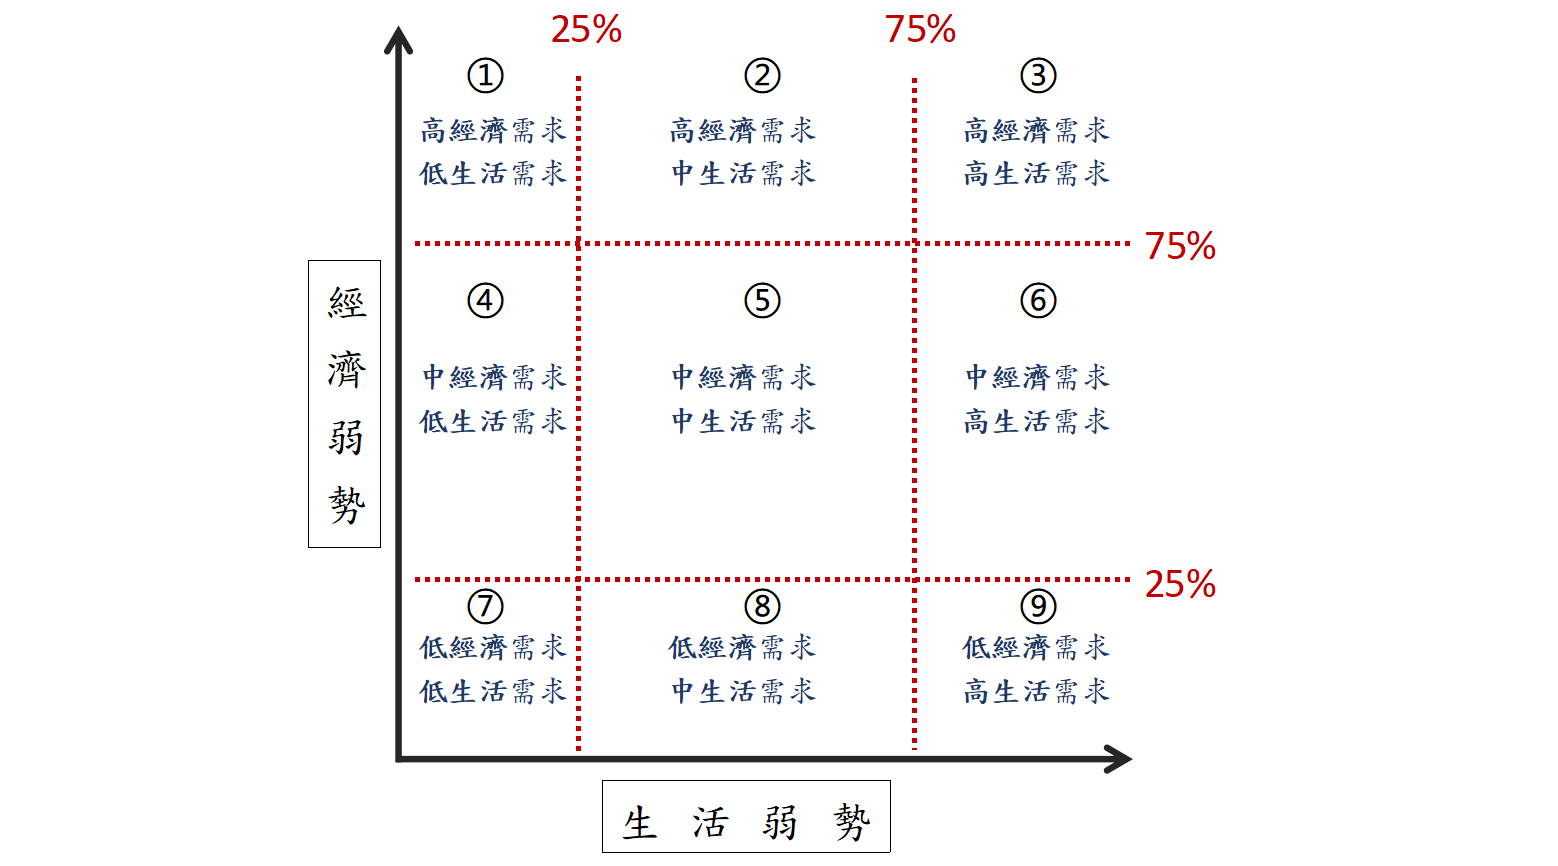 25%
75%
①
②
③
高經濟需求
低生活需求
高經濟需求
中生活需求
高經濟需求
高生活需求
75%
經濟弱勢
④
⑤
⑥
中經濟需求
低生活需求
中經濟需求
中生活需求
中經濟需求
高生活需求
25%
⑦
⑧
⑨
低經濟需求
低生活需求
低經濟需求
中生活需求
低經濟需求
高生活需求
生活弱勢